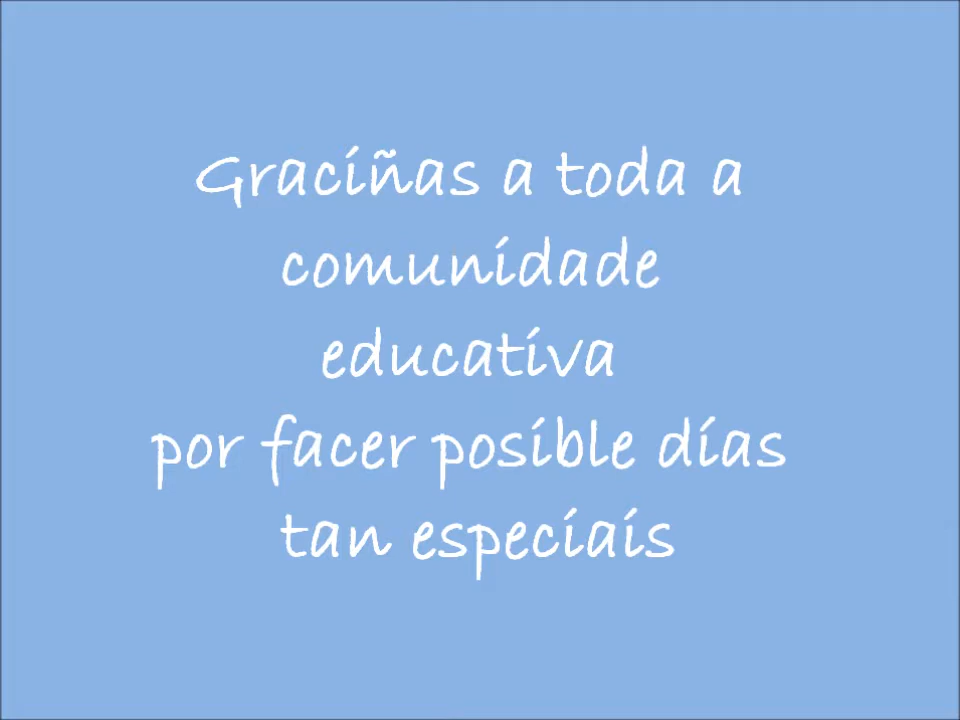 Graciñas a toda a
comunidade
educativa
por facer posible días
tan especiais